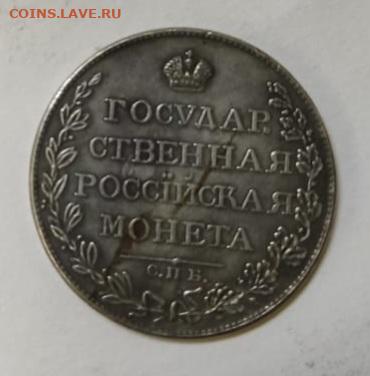 COINS.LAVE.RU
ГОСУДАР.
СТВЕННАЯ
РОССІЙСКАЯ
МОНЕТА
С.П.Б.